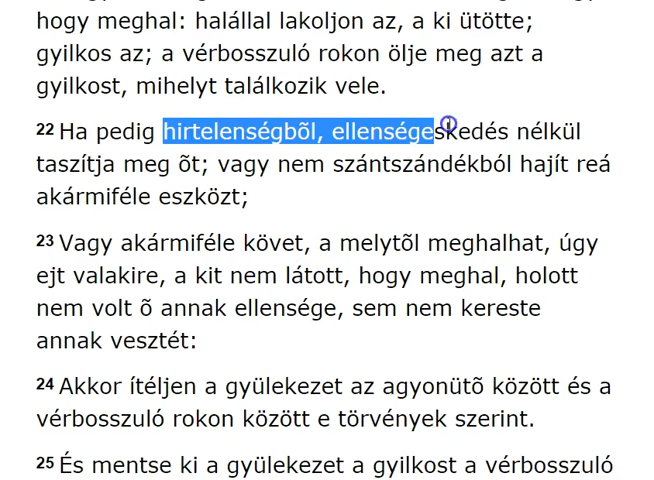 hogy meghal: halállal lakoljon az, a ki ütötte;
gyilkos az; a vérbosszuló rokon ölje meg azt a
gyilkost, mihelyt találkozik vele.
22 Ha pedig hirtelenségbõl, ellenségeskedés nélkül
taszítja meg õt; vagy nem szántszándékból hajít reá
akármiféle eszközt;
23 Vagy akármiféle követ, a melytõl meghalhat, úgy
ejt valakire, a kit nem látott, hogy meghal, holott
nem volt õ annak ellensége, sem nem kereste
annak vesztét:
24 Akkor ítéljen a gyülekezet az agyonütõ között és a
vérbosszuló rokon között e törvények szerint.
25 És mentse ki a gyülekezet a gyilkost a vérbosszuló